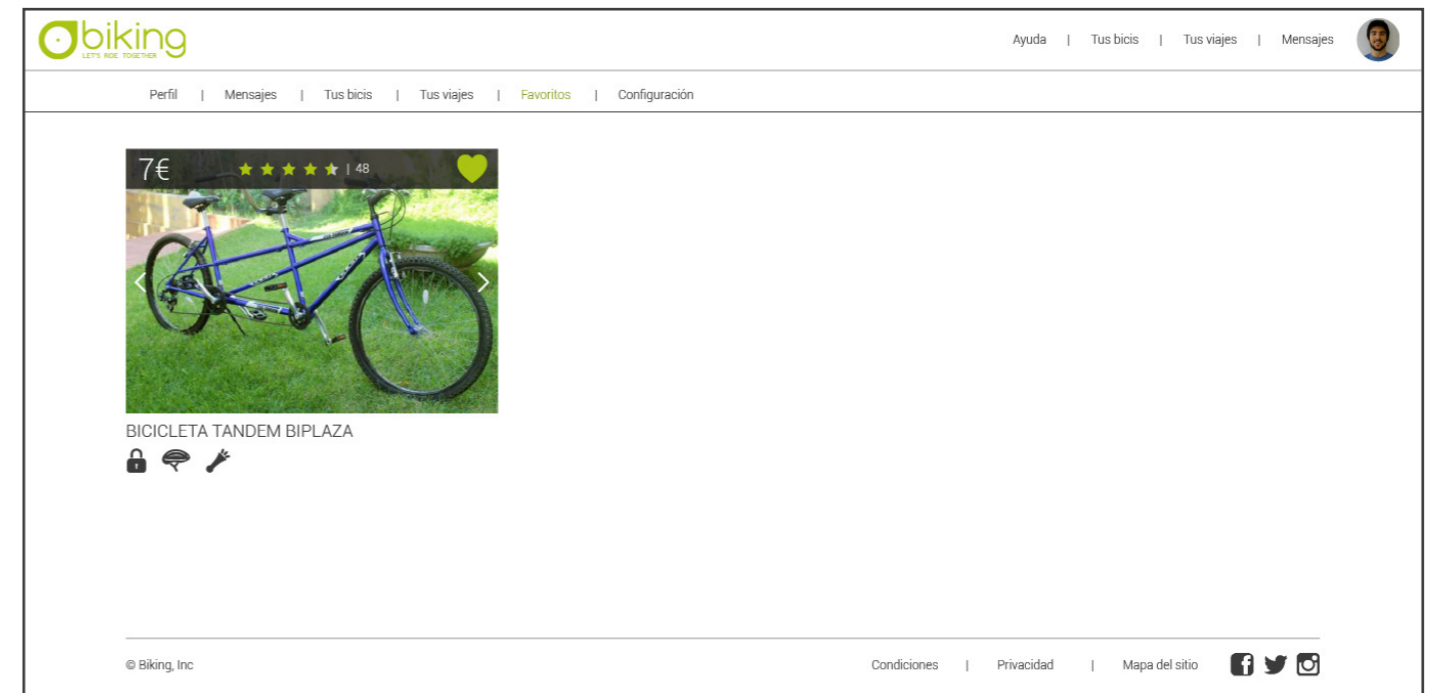 biking
LET'S RIDE TOGETHER
Ayuda | Tus bicis | Tus viajes | Mensajes
Perfil | Mensajes | Tus bicis | Tus viajes | Favoritos | Configuración
7€ | 48
BICICLETA TANDEM BIPLAZA
© Biking, Inc
Condiciones | Privacidad | Mapa del sitio